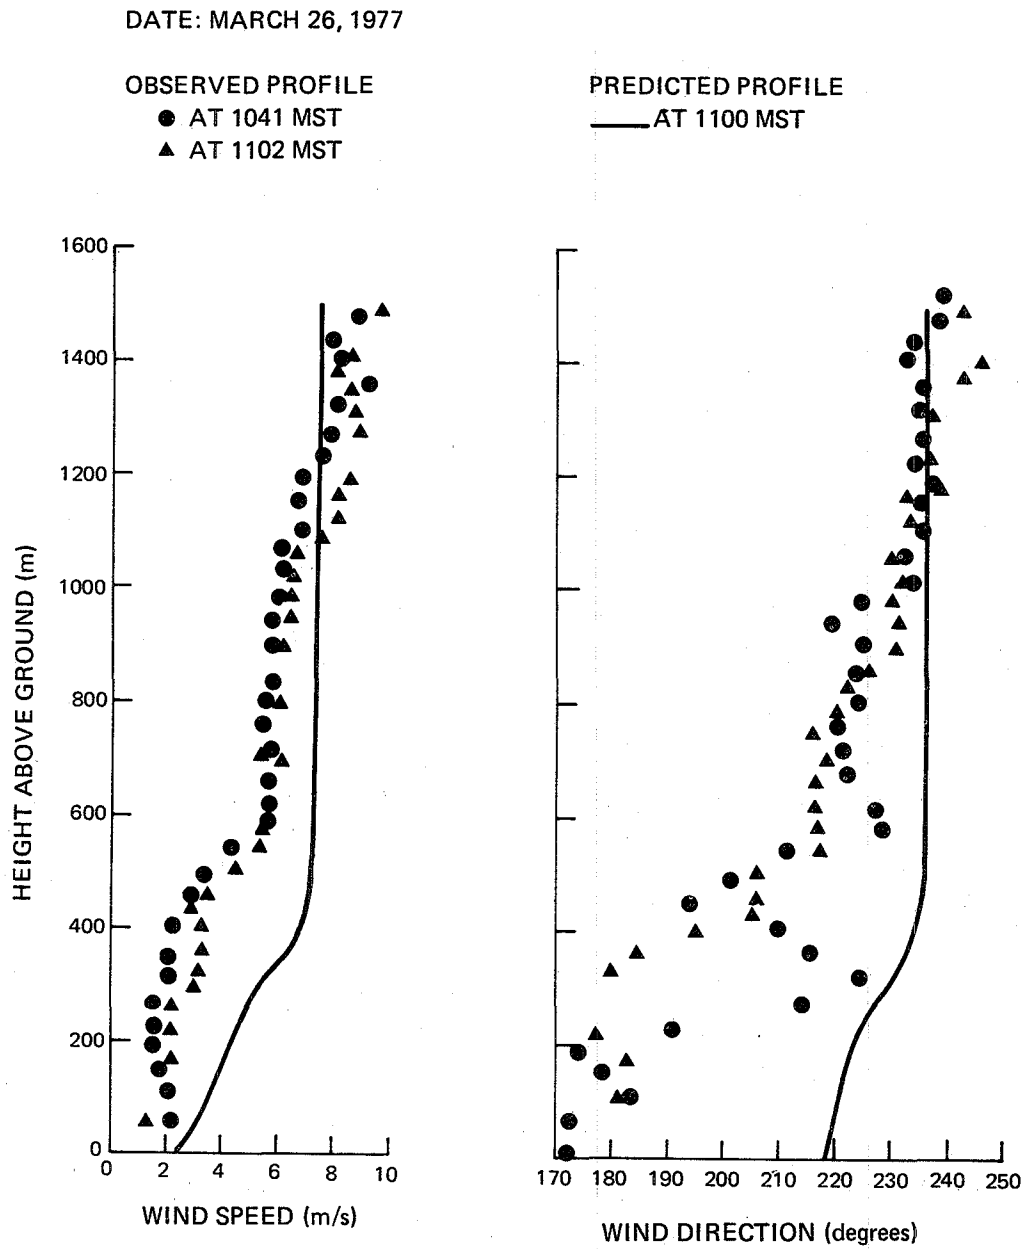 DATE: MARCH 26, 1977
OBSERVED PROFILE
AT 1041 MST
AT 1102 MST
PREDICTED PROFILE
AT 1100 MST
HEIGHT ABOVE GROUND (m)
1600
1400
1200
1000
800
600
400
200
0
0 2 4 6 8 10
WIND SPEED (m/s)
170 180 190 200 210 220 230 240 250
WIND DIRECTION (degrees)